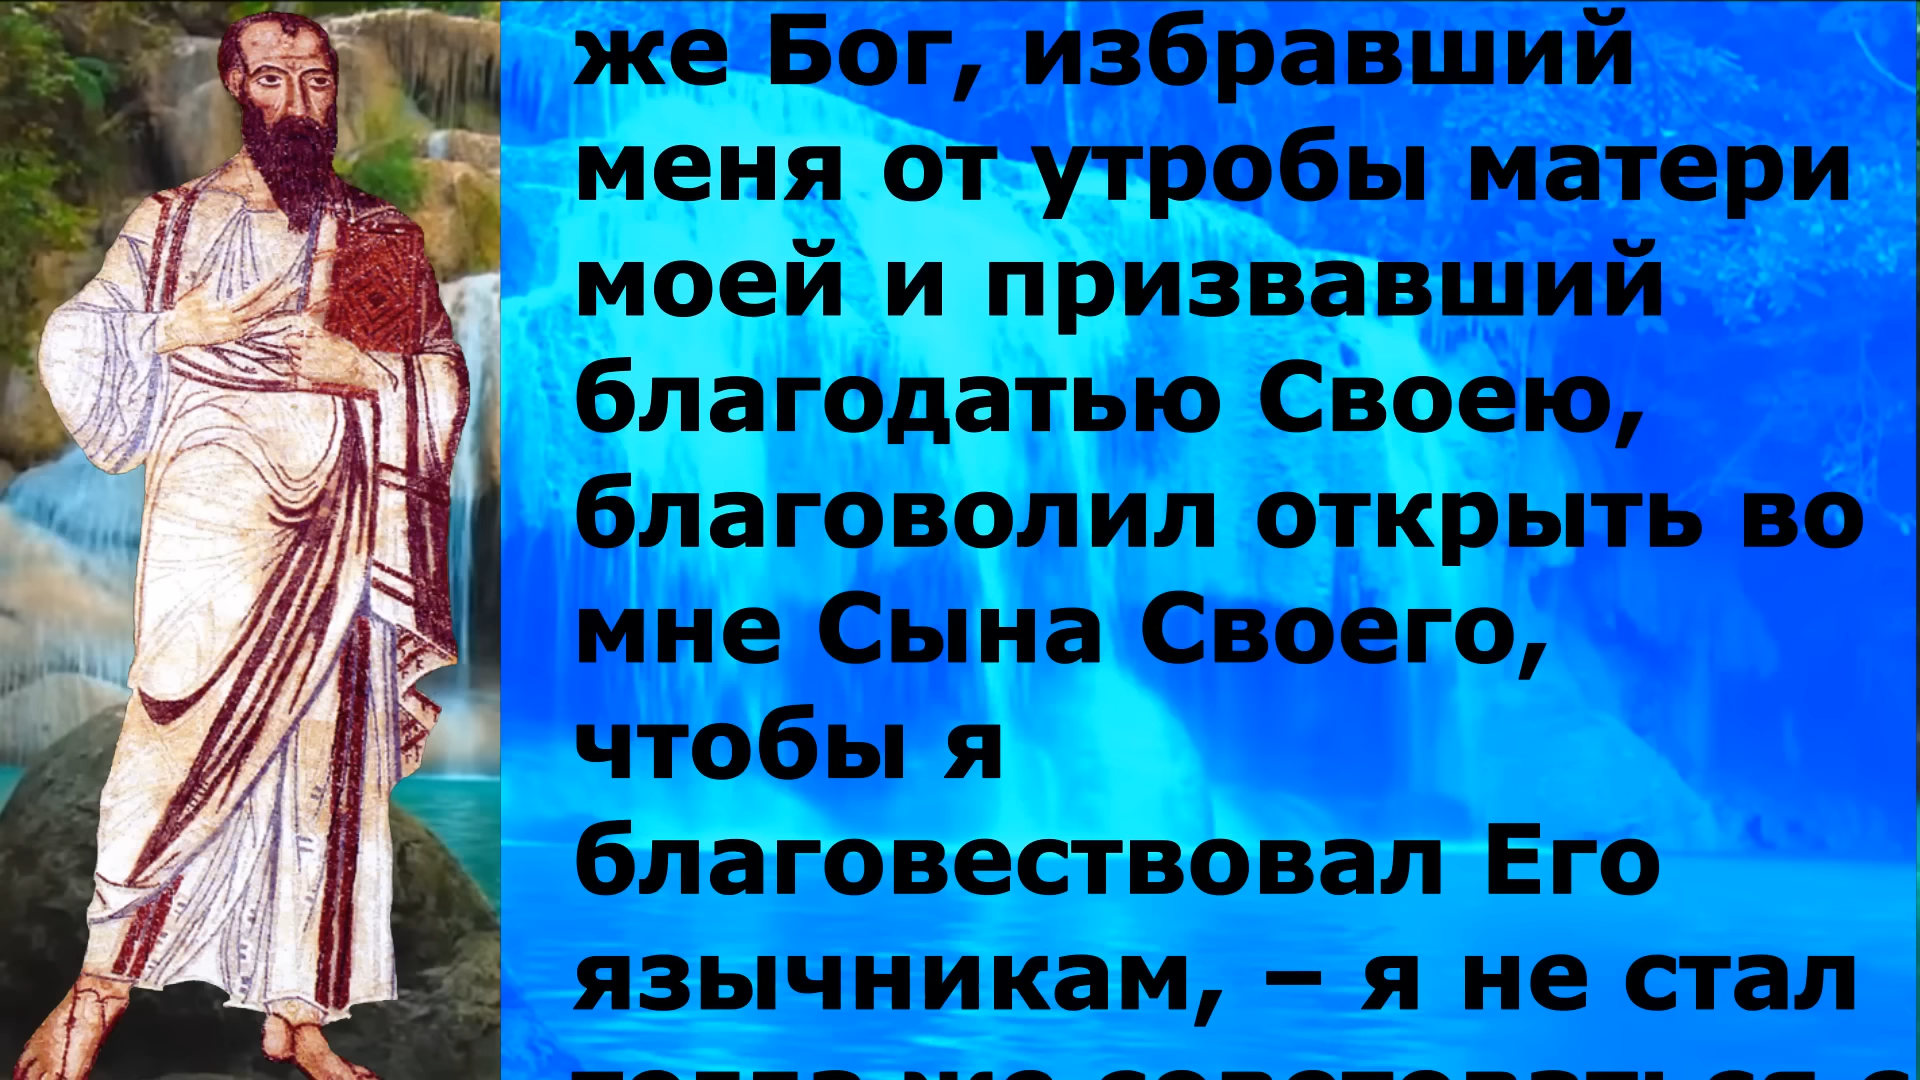 же Бог, избравший
меня от утробы матери
моей и призвавший
благодатью Своею,
благоволил открыть во
мне Сына Своего,
чтобы я
благовествовал Его
язычникам, – я не стал